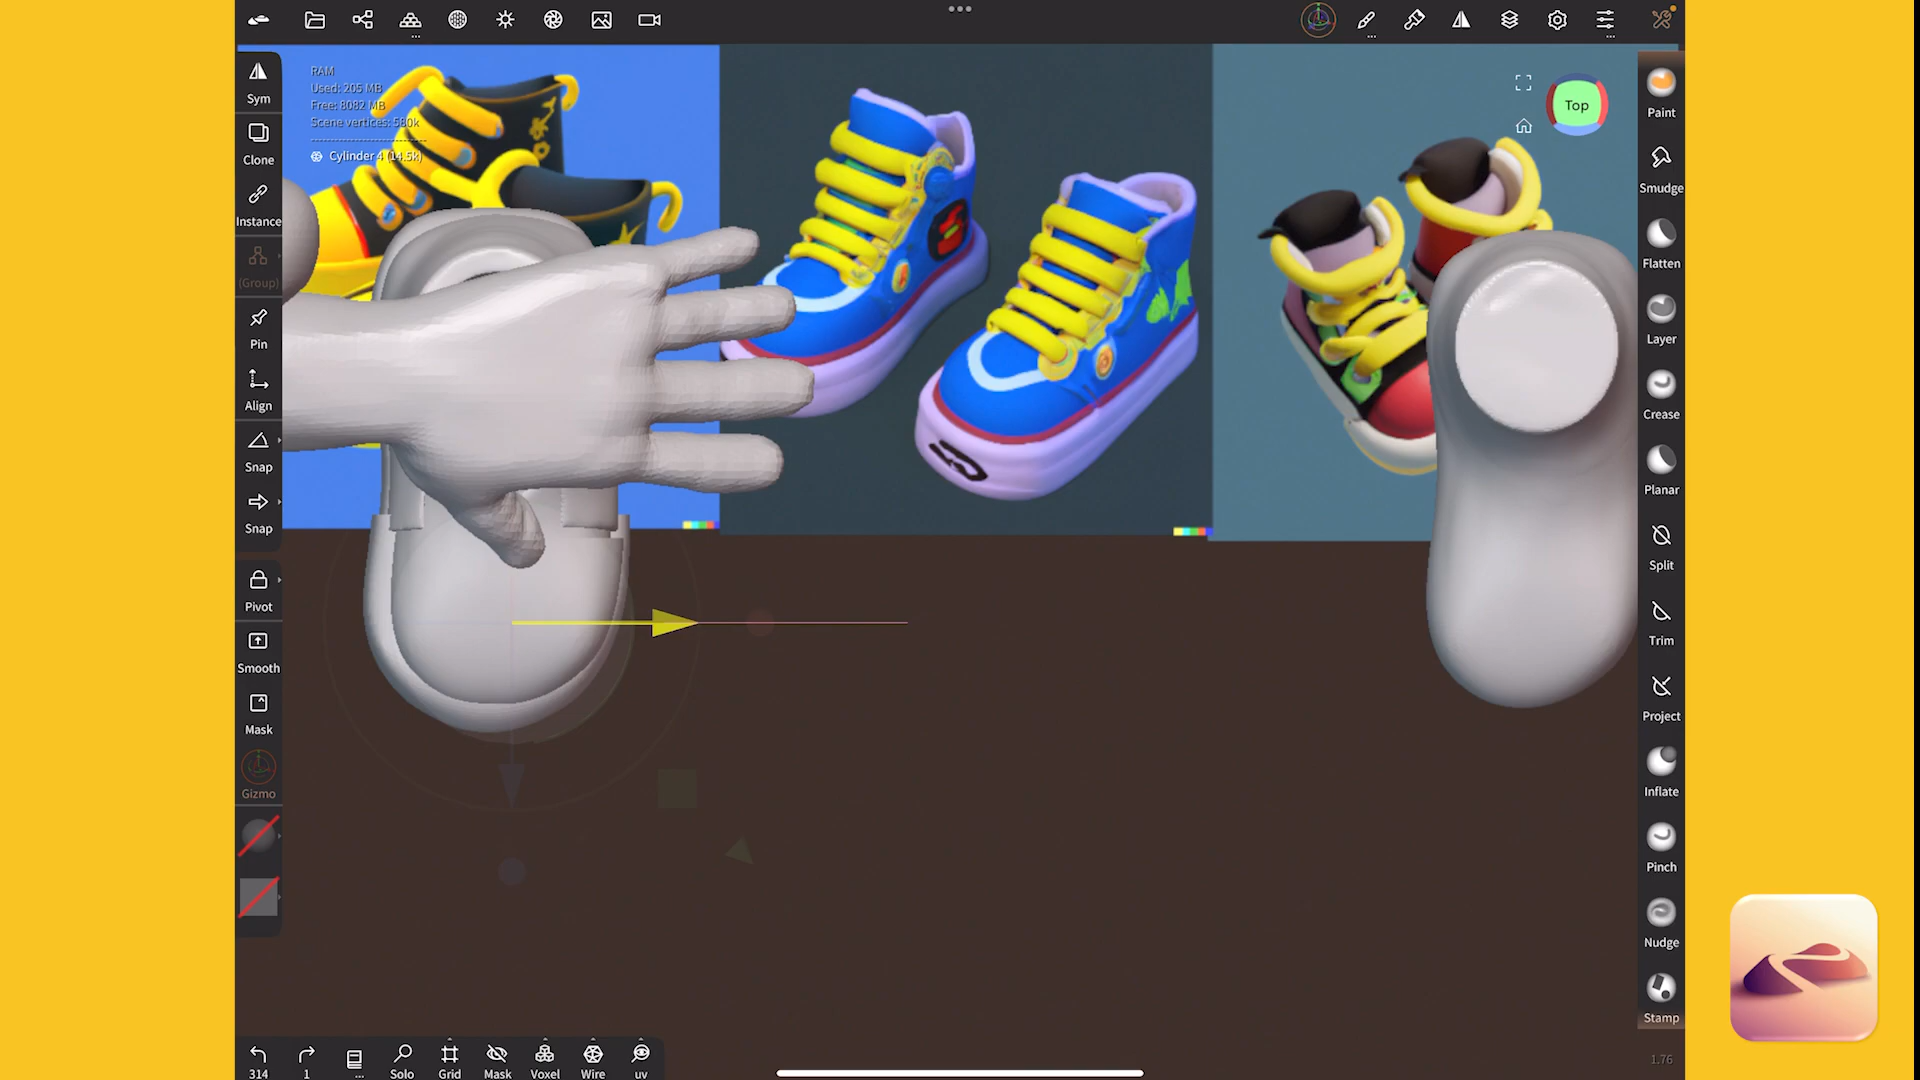 RAM
Used: 205 MB
Free: 8082 MB
Scene vertices: 580k
Cylinder 4 (14.5k)
Top
Sym
Clone
Instance
(Group)
Pin
Align
Snap
Snap
Pivot
Smooth
Mask
Gizmo
Paint
Smudge
Flatten
Layer
Crease
Planar
Split
Trim
Project
Inflate
Pinch
Nudge
Stamp
314
1
...
Solo
Grid
Mask
Voxel
Wire
uv
1.76